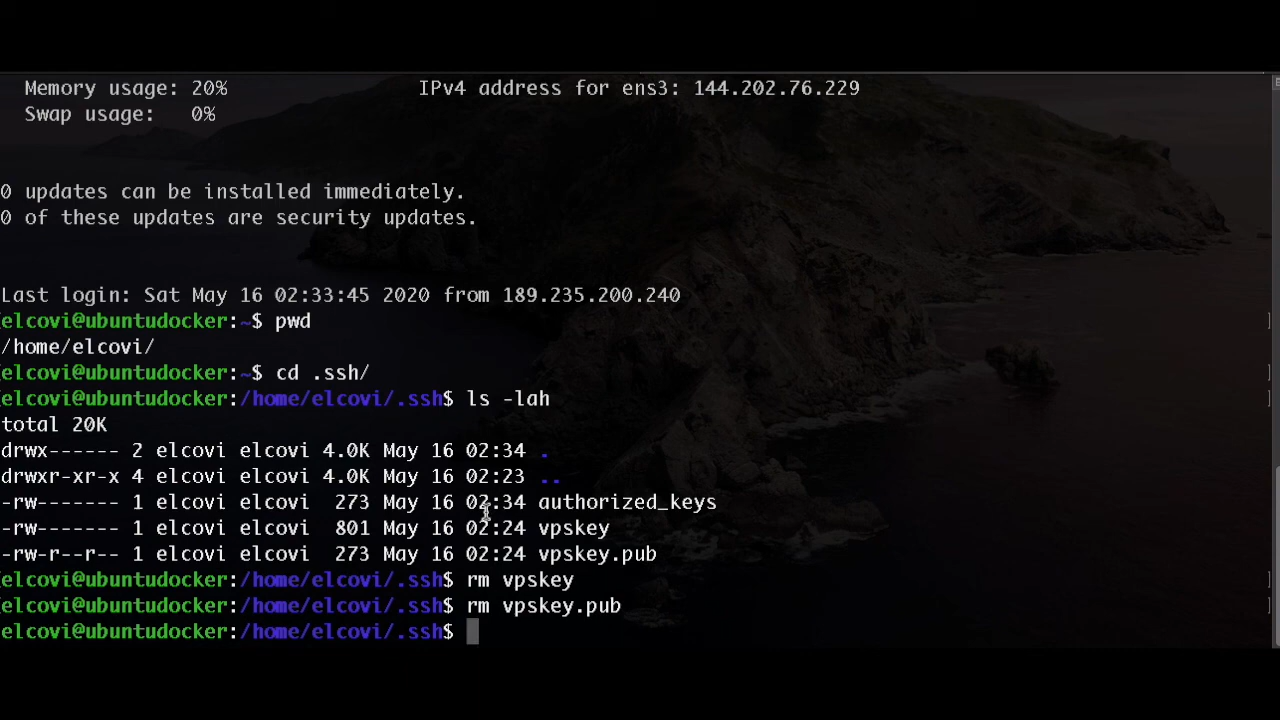 Memory usage: 20% IPv4 address for ens3: 144.202.76.229
Swap usage: 0%
0 updates can be installed immediately.
0 of these updates are security updates.
Last login: Sat May 16 02:33:45 2020 from 189.235.200.240
elcovi@ubuntudocker:~$ pwd
/home/elcovi/
elcovi@ubuntudocker:~$ cd .ssh/
elcovi@ubuntudocker:/home/elcovi/.ssh$ ls -lah
total 20K
drwx------ 2 elcovi elcovi 4.0K May 16 02:34 .
drwxr-xr-x 4 elcovi elcovi 4.0K May 16 02:23 ..
-rw------- 1 elcovi elcovi 273 May 16 02:34 authorized_keys
-rw------- 1 elcovi elcovi 801 May 16 02:24 vpskey
-rw-r--r-- 1 elcovi elcovi 273 May 16 02:24 vpskey.pub
elcovi@ubuntudocker:/home/elcovi/.ssh$ rm vpskey
elcovi@ubuntudocker:/home/elcovi/.ssh$ rm vpskey.pub
elcovi@ubuntudocker:/home/elcovi/.ssh$